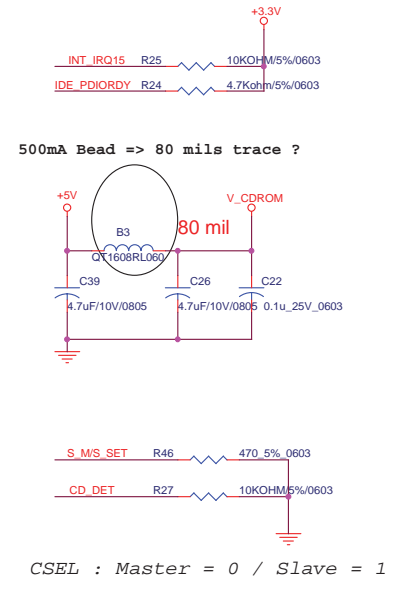 +3.3V
INT_IRQ15 R25 10KOHM/5%/0603
IDE_PDIORDY R24 4.7Kohm/5%/0603
500mA Bead => 80 mils trace ?
+5V V_CDROM
B3 80 mil
QT1608RL060
C39 C26 C22
4.7uF/10V/0805 4.7uF/10V/0805 0.1u_25V_0603
S_M/S_SET R46 470_5%_0603
CD_DET R27 10KOHM/5%/0603
CSEL : Master = 0 / Slave = 1